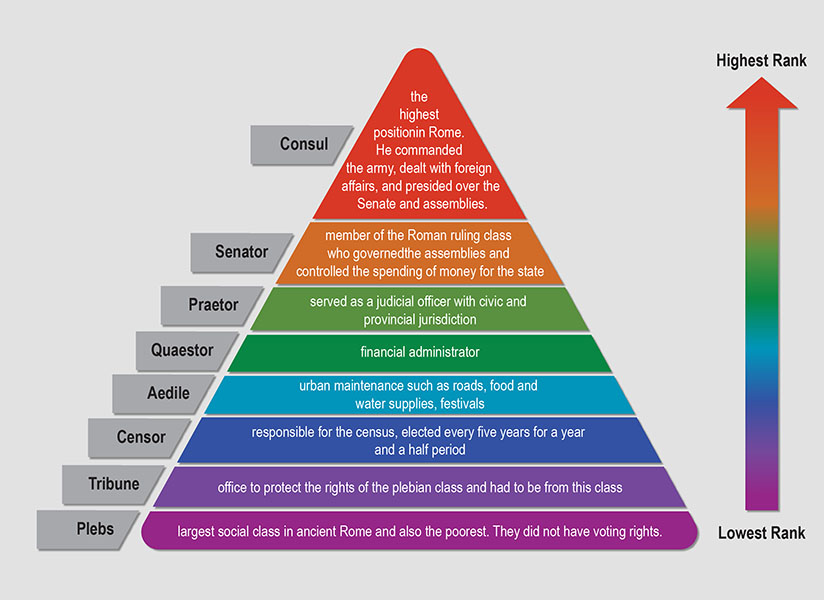 Highest Rank
Consul
the
highest
positionin Rome.
He commanded
the army, dealt with foreign
affairs, and presided over the
Senate and assemblies.
Senator
member of the Roman ruling class
who governedthe assemblies and
controlled the spending of money for the state
Praetor
served as a judicial officer with civic and
provincial jurisdiction
Quaestor
financial administrator
Aedile
urban maintenance such as roads, food and
water supplies, festivals
Censor
responsible for the census, elected every five years for a year
and a half period
Tribune
office to protect the rights of the plebian class and had to be from this class
Plebs
largest social class in ancient Rome and also the poorest. They did not have voting rights.
Lowest Rank